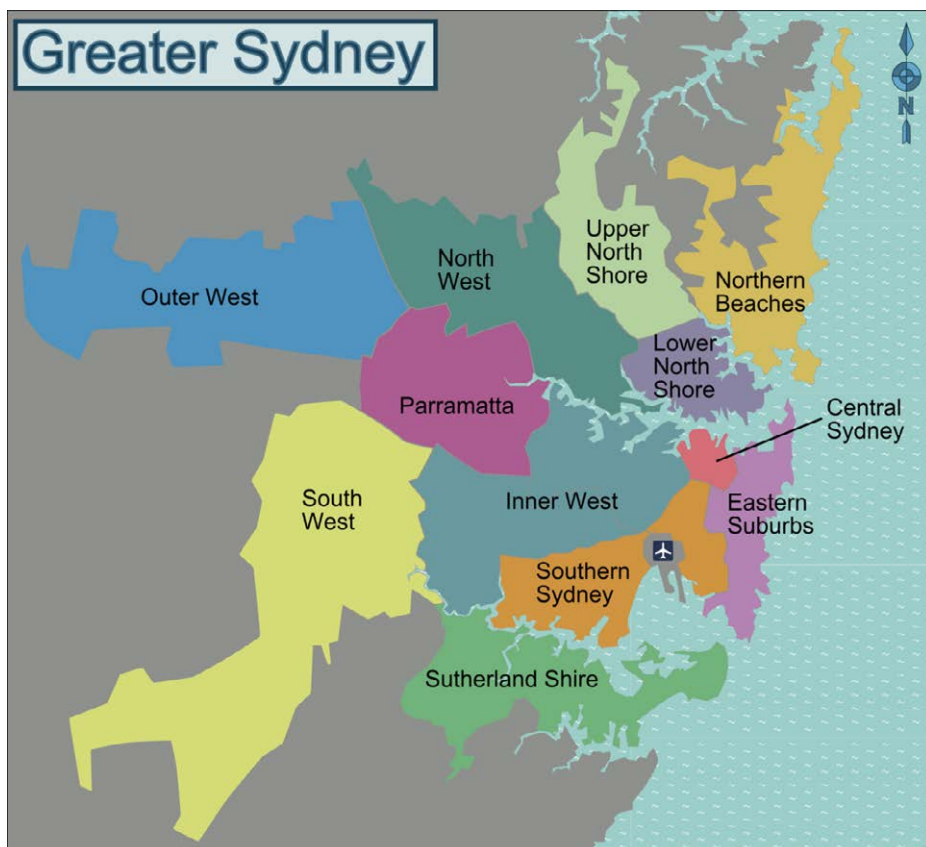 Greater Sydney
N
Upper
North
Shore
North
West
Outer West
Northern
Beaches
Lower
North
Shore
Parramatta
Central
Sydney
South
West
Inner West
Eastern
Suburbs
Southern
Sydney
Sutherland Shire